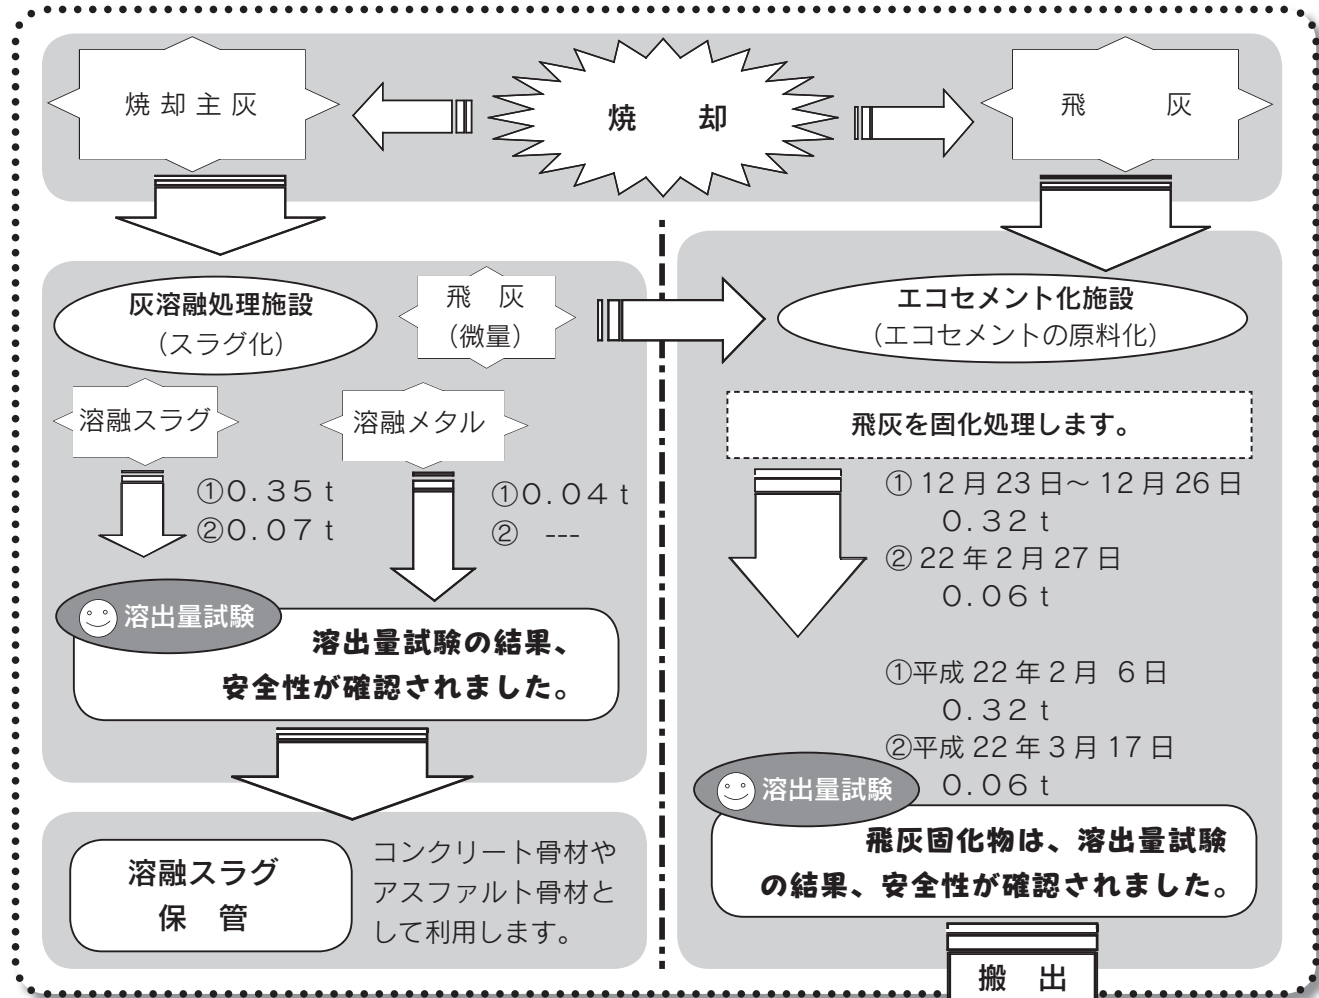 焼却主灰
焼　却
飛　灰
灰溶融処理施設
（スラグ化）
飛　灰
（微量）
溶融スラグ
溶融メタル
①0.35 t
②0.07 t
①0.04 t
②　---
溶出量試験
溶出量試験の結果、
安全性が確認されました。
溶融スラグ
保　管
コンクリート骨材や
アスファルト骨材と
して利用します。
エコセメント化施設
（エコセメントの原料化）
飛灰を固化処理します。
① 12 月 23 日～ 12 月 26 日
0.32 t
② 22 年 2 月 27 日
0.06 t
①平成 22 年 2 月 6 日
0.32 t
②平成 22 年 3 月 17 日
0.06 t
溶出量試験
飛灰固化物は、溶出量試験
の結果、安全性が確認されました。
搬　出